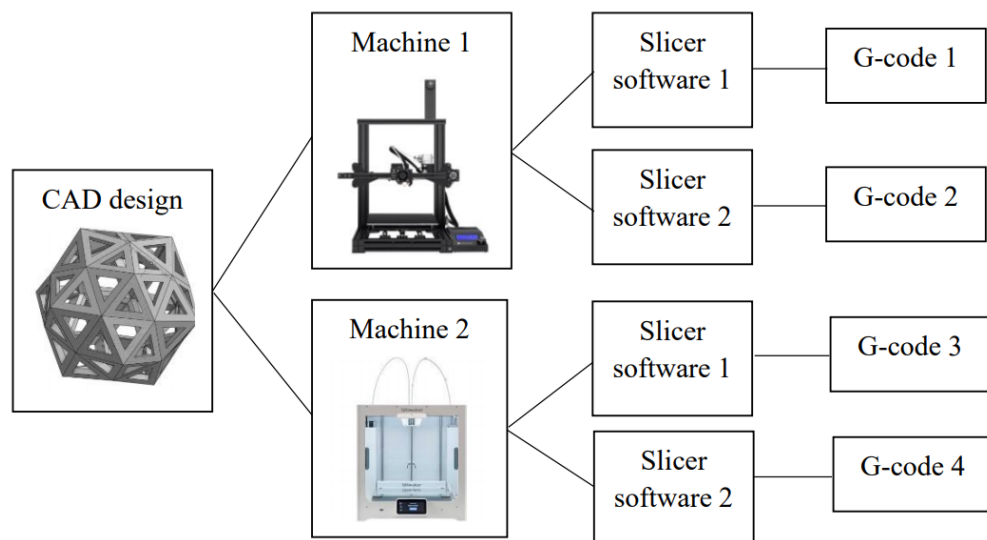 CAD design
Machine 1
Slicer
software 1
G-code 1
Slicer
software 2
G-code 2
Machine 2
Slicer
software 1
G-code 3
Slicer
software 2
G-code 4